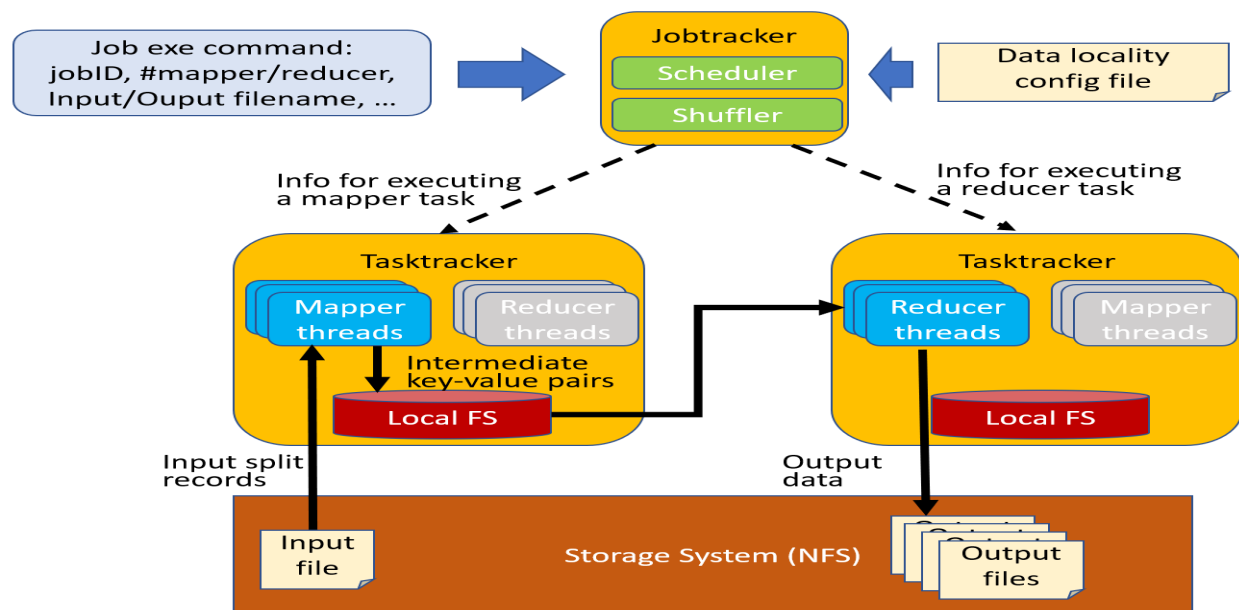 Job exe command:
jobID, #mapper/reducer,
Input/Ouput filename, ...
Jobtracker
Scheduler
Shuffler
Data locality
config file
Info for executing
a mapper task
Info for executing
a reducer task
Tasktracker
Mapper
threads
Reducer
threads
Intermediate
key-value pairs
Local FS
Tasktracker
Reducer
threads
Mapper
threads
Local FS
Input split
records
Output
data
Input
file
Storage System (NFS)
Output
files